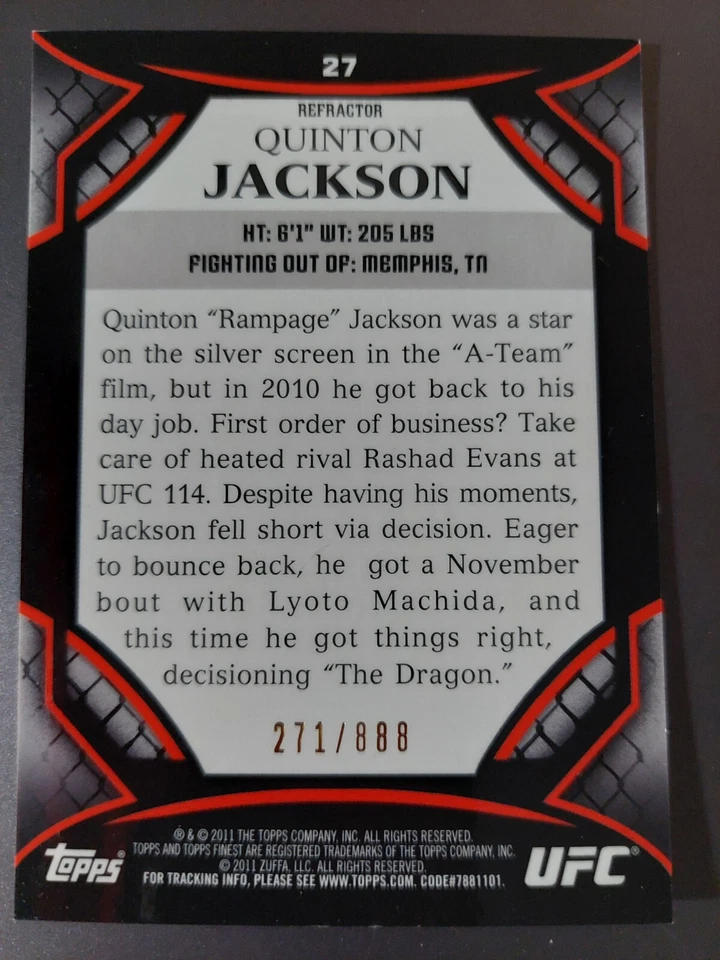 27
REFRACTOR
QUINTON
JACKSON
HT: 6'1" WT: 205 LBS
FIGHTING OUT OF: MEMPHIS, TN
Quinton “Rampage” Jackson was a star
on the silver screen in the “A-Team”
film, but in 2010 he got back to his
day job. First order of business? Take
care of heated rival Rashad Evans at
UFC 114. Despite having his moments,
Jackson fell short via decision. Eager
to bounce back, he got a November
bout with Lyoto Machida, and
this time he got things right,
decisioning “The Dragon.”
271/888
® & © 2011 THE TOPPS COMPANY, INC. ALL RIGHTS RESERVED.
TOPPS AND TOPPS FINEST ARE REGISTERED TRADEMARKS OF THE TOPPS COMPANY, INC.
© 2011 ZUFFA, LLC. ALL RIGHTS RESERVED.
FOR TRACKING INFO, PLEASE SEE WWW.TOPPS.COM. CODE#7881101.
topps®
UFC®